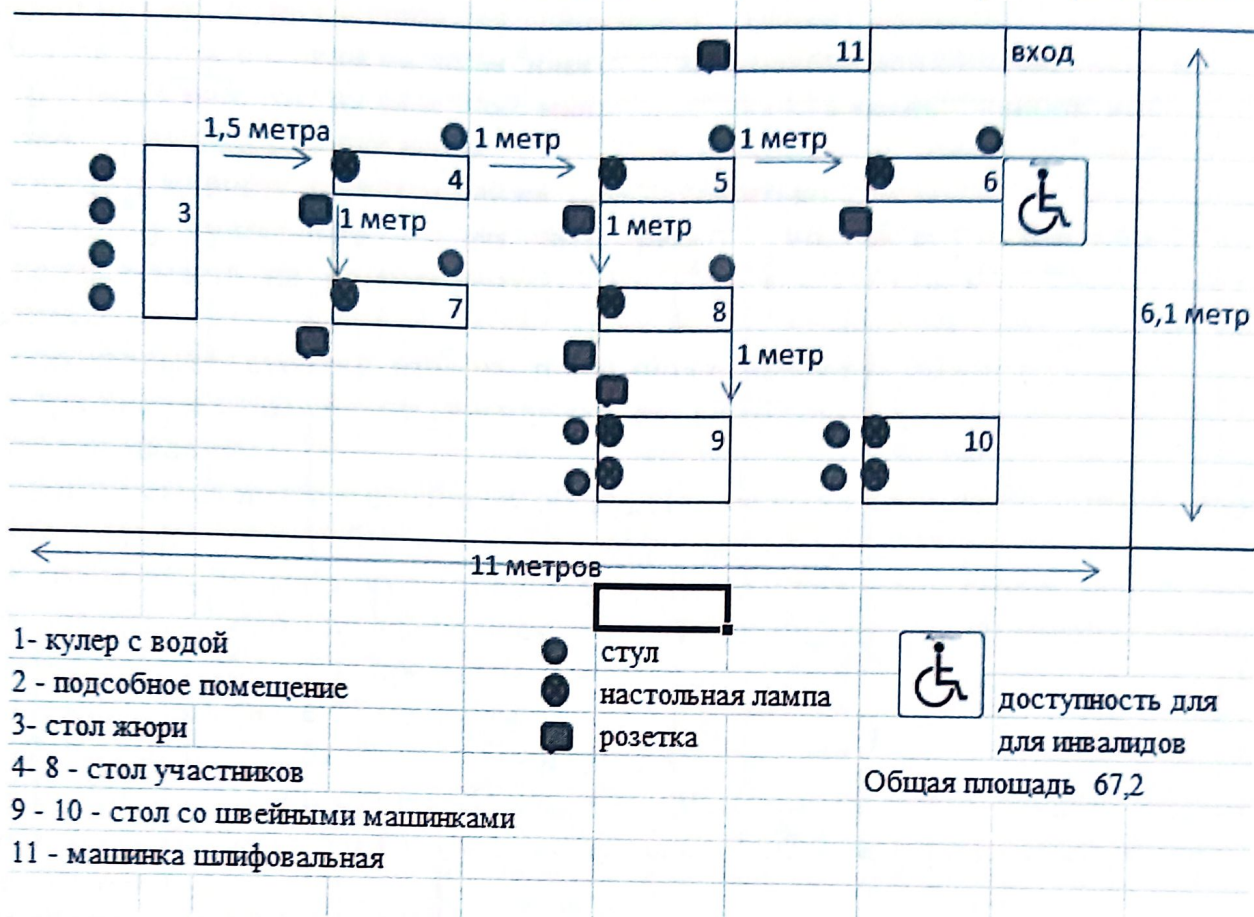 11
вход
1,5 метра
1 метр
1 метр
3
4
5
6
1 метр
1 метр
7
8
6,1 метр
1 метр
9
10
11 метров
1- кулер с водой
стул
2 - подсобное помещение
настольная лампа
доступность для
3- стол жюри
розетка
для инвалидов
4- 8 - стол участников
Общая площадь 67,2
9 - 10 - стол со швейными машинками
11 - машинка шлифовальная